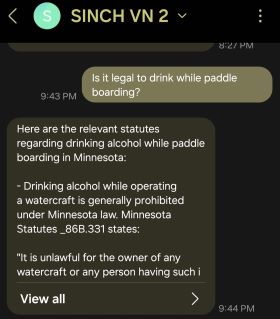 S SINCH VN 2
8:27 PM
Is it legal to drink while paddle
boarding?
9:43 PM
Here are the relevant statutes
regarding drinking alcohol while paddle
boarding in Minnesota:
- Drinking alcohol while operating
a watercraft is generally prohibited
under Minnesota law. Minnesota
Statutes _86B.331 states:
"It is unlawful for the owner of any
watercraft or any person having such i
View all
9:44 PM